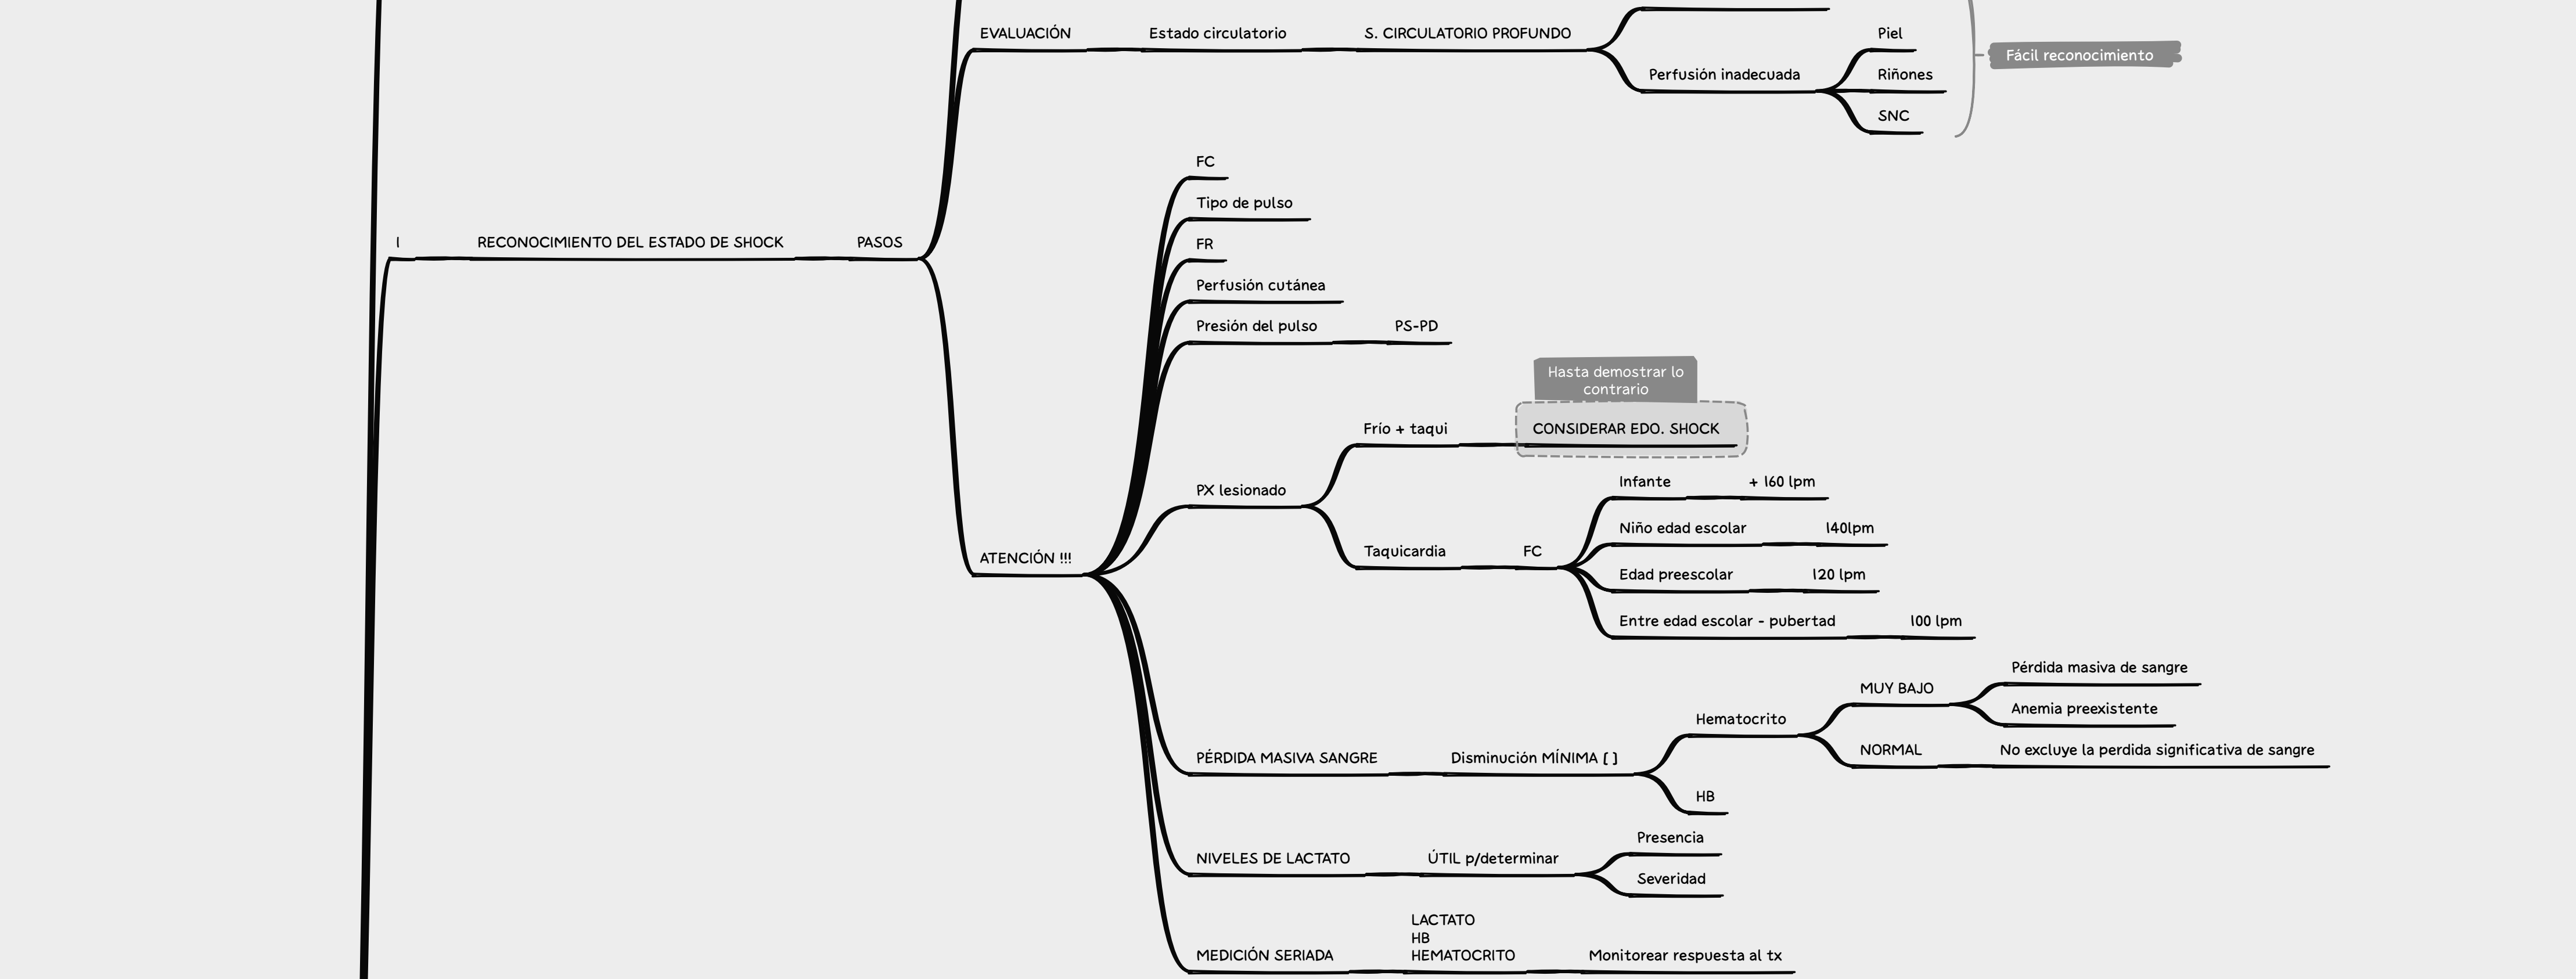 EVALUACIÓN
Estado circulatorio
S. CIRCULATORIO PROFUNDO
Perfusión inadecuada
Piel
Riñones
SNC
Fácil reconocimiento
1
RECONOCIMIENTO DEL ESTADO DE SHOCK
PASOS
ATENCIÓN !!!
FC
Tipo de pulso
FR
Perfusión cutánea
Presión del pulso
PS-PD
PX lesionado
Frío + taqui
Hasta demostrar lo
contrario
CONSIDERAR EDO. SHOCK
Taquicardia
FC
Infante
+ 160 lpm
Niño edad escolar
140lpm
Edad preescolar
120 lpm
Entre edad escolar - pubertad
100 lpm
PÉRDIDA MASIVA SANGRE
Disminución MÍNIMA [ ]
Hematocrito
MUY BAJO
Pérdida masiva de sangre
Anemia preexistente
NORMAL
No excluye la perdida significativa de sangre
HB
NIVELES DE LACTATO
ÚTIL p/determinar
Presencia
Severidad
MEDICIÓN SERIADA
LACTATO
HB
HEMATOCRITO
Monitorear respuesta al tx